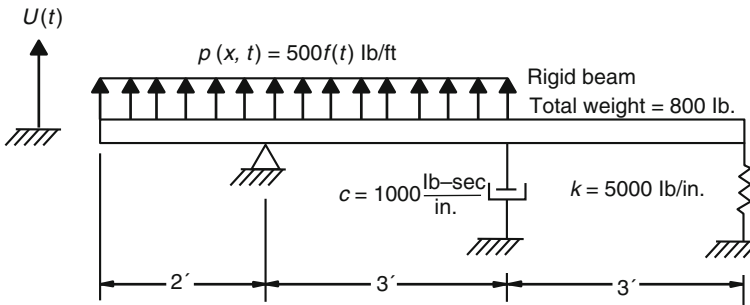 U(t)
p (x, t) = 500f(t) lb/ft
Rigid beam
Total weight = 800 lb.
c = 1000 lb–sec/in.
k = 5000 lb/in.
2′
3′
3′